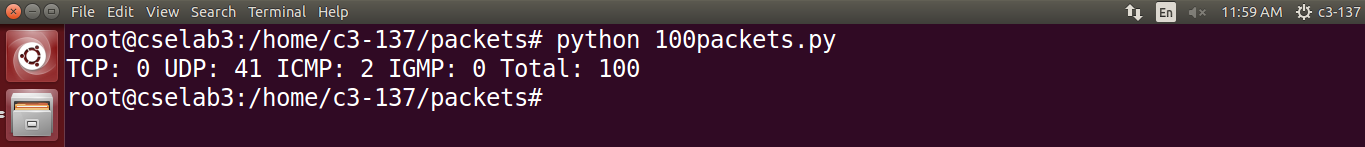 File Edit View Search Terminal Help En 11:59 AM c3-137
root@cselab3:/home/c3-137/packets# python 100packets.py
TCP: 0 UDP: 41 ICMP: 2 IGMP: 0 Total: 100
root@cselab3:/home/c3-137/packets#